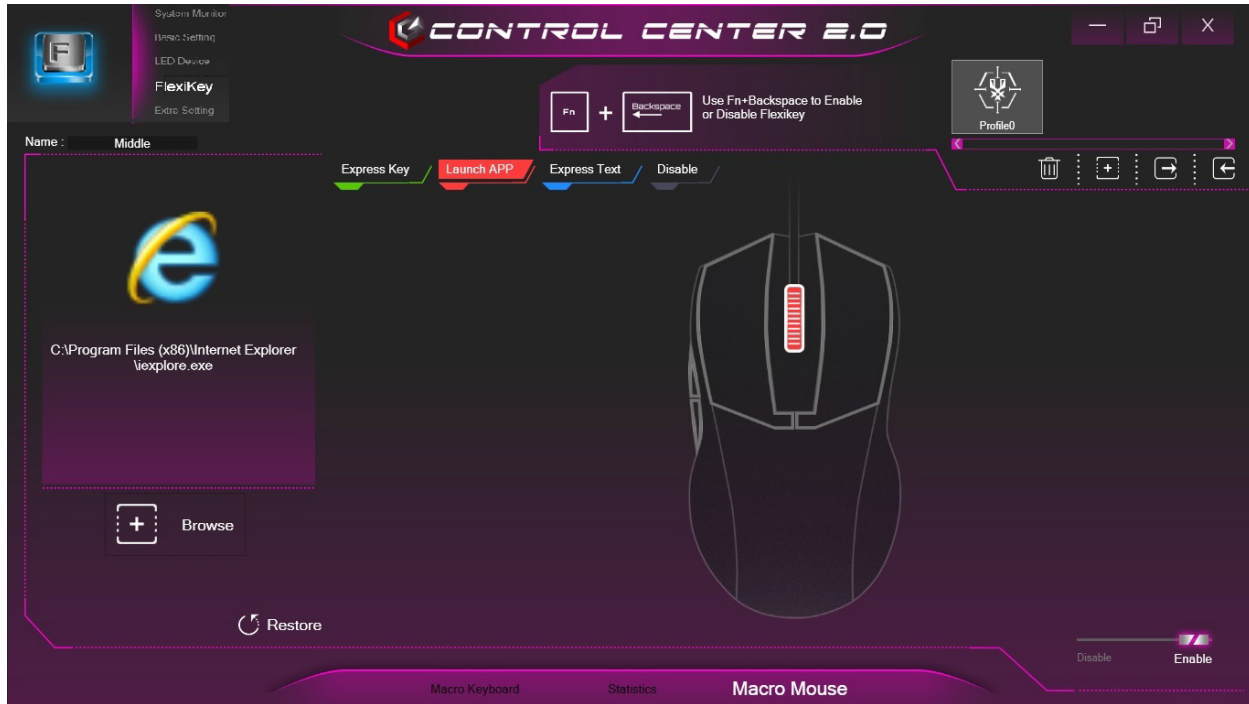 System Monitor
Basic Setting
LED Device
FlexiKey
Extra Setting
F
CONTROL CENTER 2.0
Fn
+
Backspace
Use Fn+Backspace to Enable
or Disable Flexikey
Profile0
Name :
Middle
Express Key
Launch APP
Express Text
Disable
C:\Program Files (x86)\Internet Explorer
\iexplore.exe
Browse
Restore
Disable
Enable
Macro Keyboard
Statistics
Macro Mouse